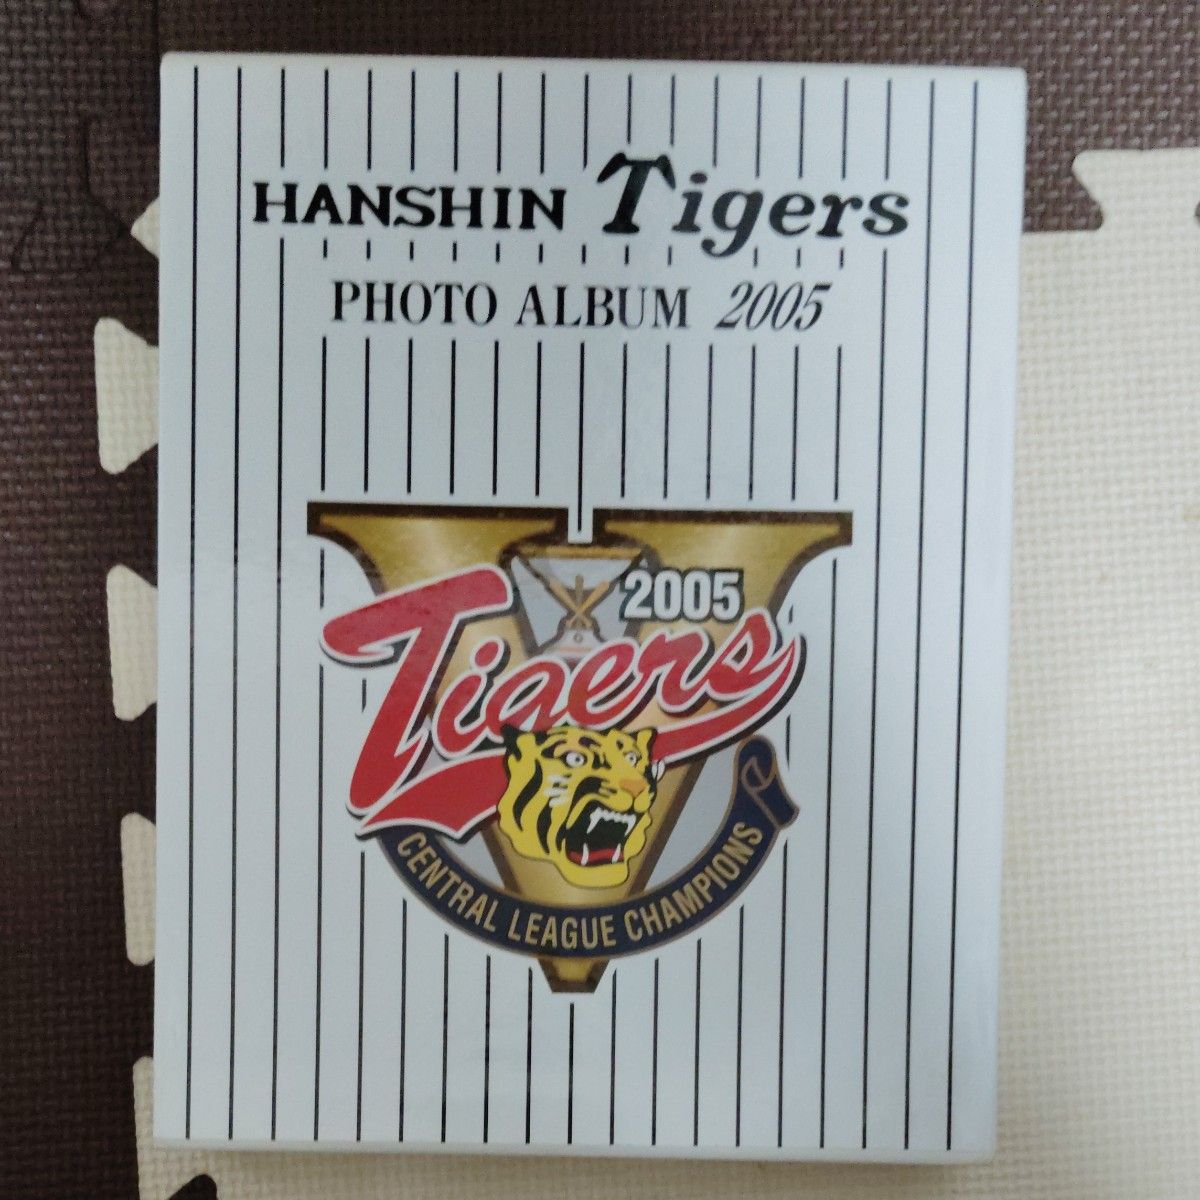 HANSHIN Tigers
PHOTO ALBUM 2005
2005
Tigers
CENTRAL LEAGUE CHAMPIONS